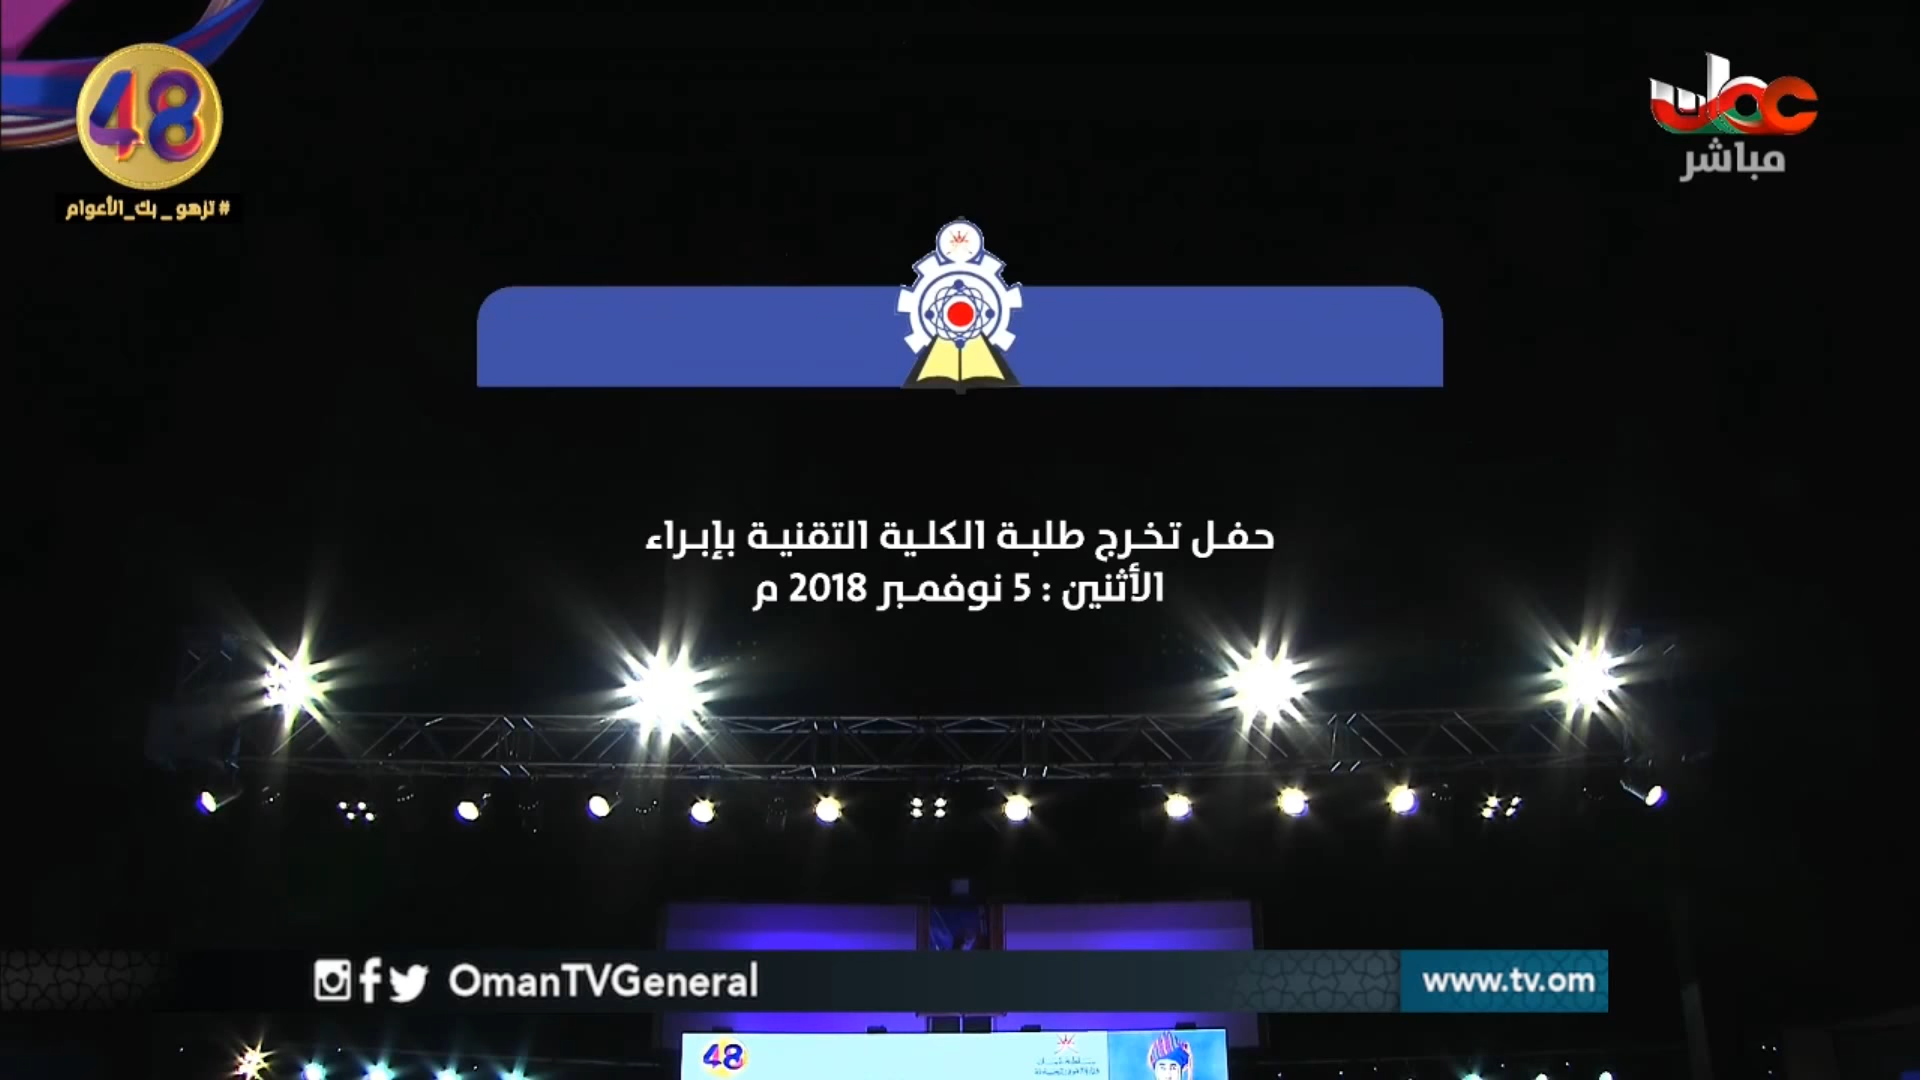 48
#تزهو_بك_الأعوام
عمان
مباشر
حفل تخرج طلبة الكلية التقنية بإبراء
الأثنين : 5 نوفمبر 2018 م
OmanTVGeneral
www.tv.om
48